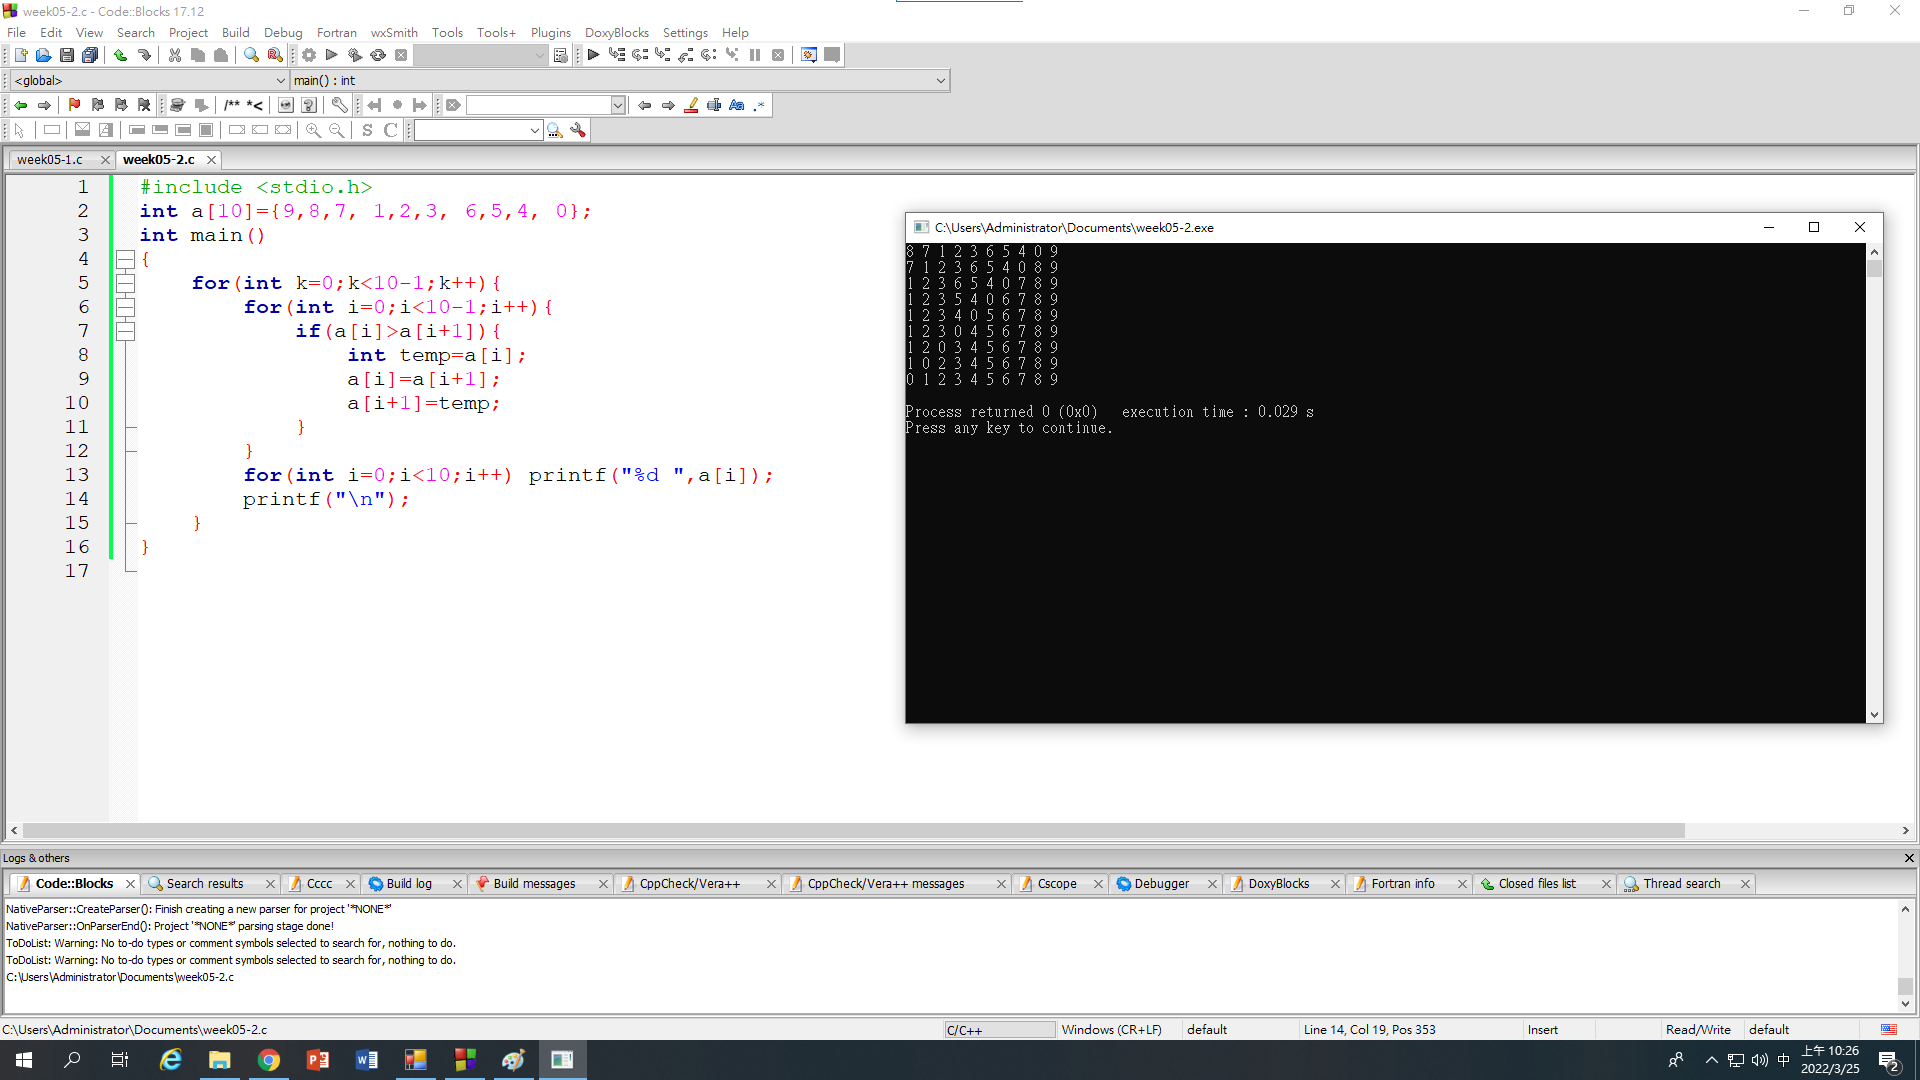 week05-2.c - Code::Blocks 17.12
File Edit View Search Project Build Debug Fortran wxSmith Tools Tools+ Plugins DoxyBlocks Settings Help
<global> main() : int
/** *<
S C
week05-1.c week05-2.c
1 #include <stdio.h>
2 int a[10]={9,8,7, 1,2,3, 6,5,4, 0};
3 int main()
4 {
5 for(int k=0;k<10-1;k++){
6 for(int i=0;i<10-1;i++){
7 if(a[i]>a[i+1]){
8 int temp=a[i];
9 a[i]=a[i+1];
10 a[i+1]=temp;
11 }
12 }
13 for(int i=0;i<10;i++) printf("%d ",a[i]);
14 printf("\n");
15 }
16 }
17
C:\Users\Administrator\Documents\week05-2.exe
8 7 1 2 3 6 5 4 0 9
7 1 2 3 6 5 4 0 8 9
1 2 3 6 5 4 0 7 8 9
1 2 3 5 4 0 6 7 8 9
1 2 3 4 0 5 6 7 8 9
1 2 3 0 4 5 6 7 8 9
1 2 0 3 4 5 6 7 8 9
1 0 2 3 4 5 6 7 8 9
0 1 2 3 4 5 6 7 8 9
Process returned 0 (0x0)   execution time : 0.029 s
Press any key to continue.
Logs & others
Code::Blocks Search results Cccc Build log Build messages CppCheck/Vera++ CppCheck/Vera++ messages Cscope Debugger DoxyBlocks Fortran info Closed files list Thread search
NativeParser::CreateParser(): Finish creating a new parser for project '*NONE*'
NativeParser::OnParserEnd(): Project '*NONE*' parsing stage done!
ToDoList: Warning: No to-do types or comment symbols selected to search for, nothing to do.
ToDoList: Warning: No to-do types or comment symbols selected to search for, nothing to do.
C:\Users\Administrator\Documents\week05-2.c
C:\Users\Administrator\Documents\week05-2.c C/C++ Windows (CR+LF) default Line 14, Col 19, Pos 353 Insert Read/Write default
中 上午 10:26
2022/3/25
2